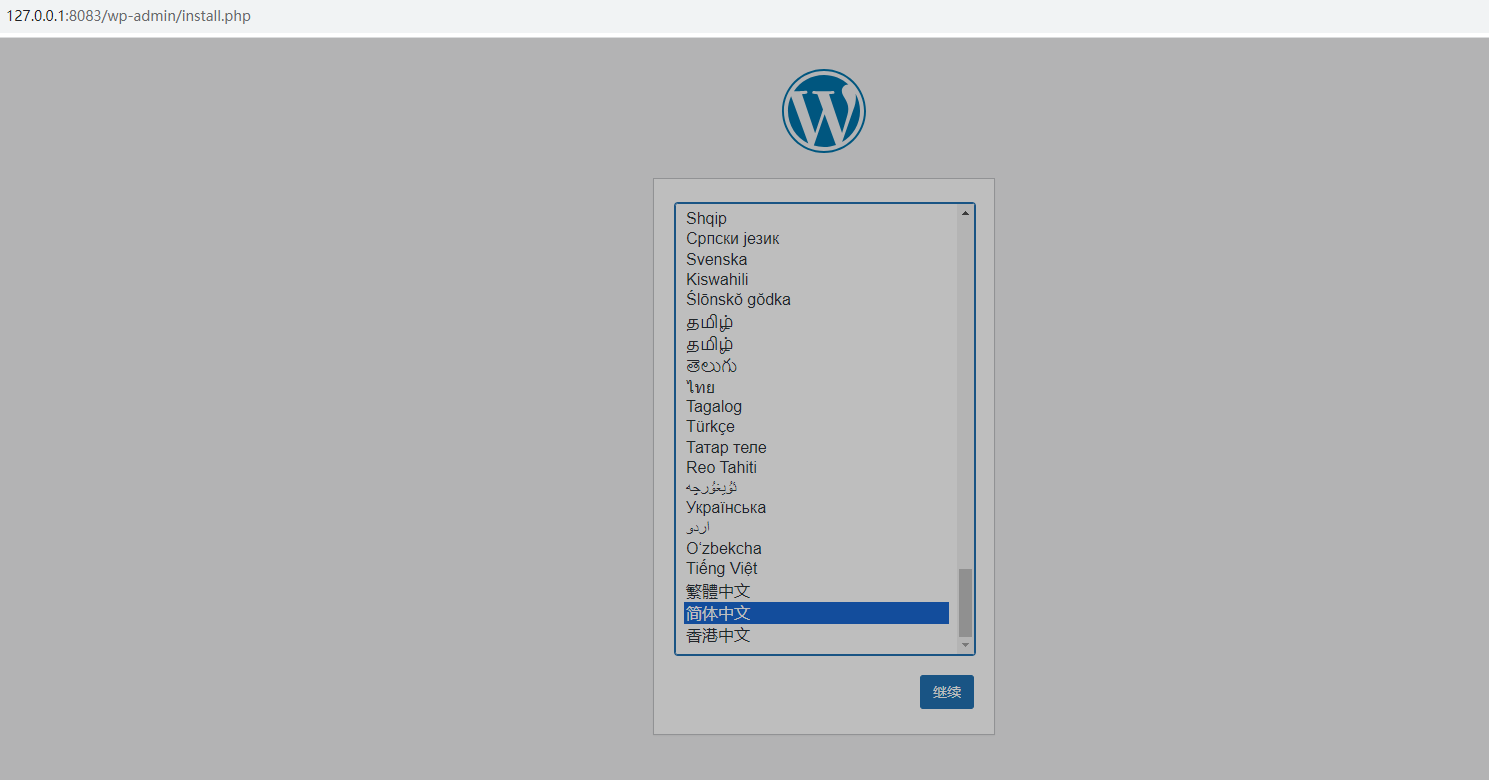 127.0.0.1:8083/wp-admin/install.php
Shqip
Српски језик
Svenska
Kiswahili
Ślōnskŏ gŏdka
தமிழ்
தமிழ்
తెలుగు
ไทย
Tagalog
Türkçe
Татар теле
Reo Tahiti
ئۇيغۇرچە
Українська
اردو
O‘zbekcha
Tiếng Việt
繁體中文
简体中文
香港中文
继续